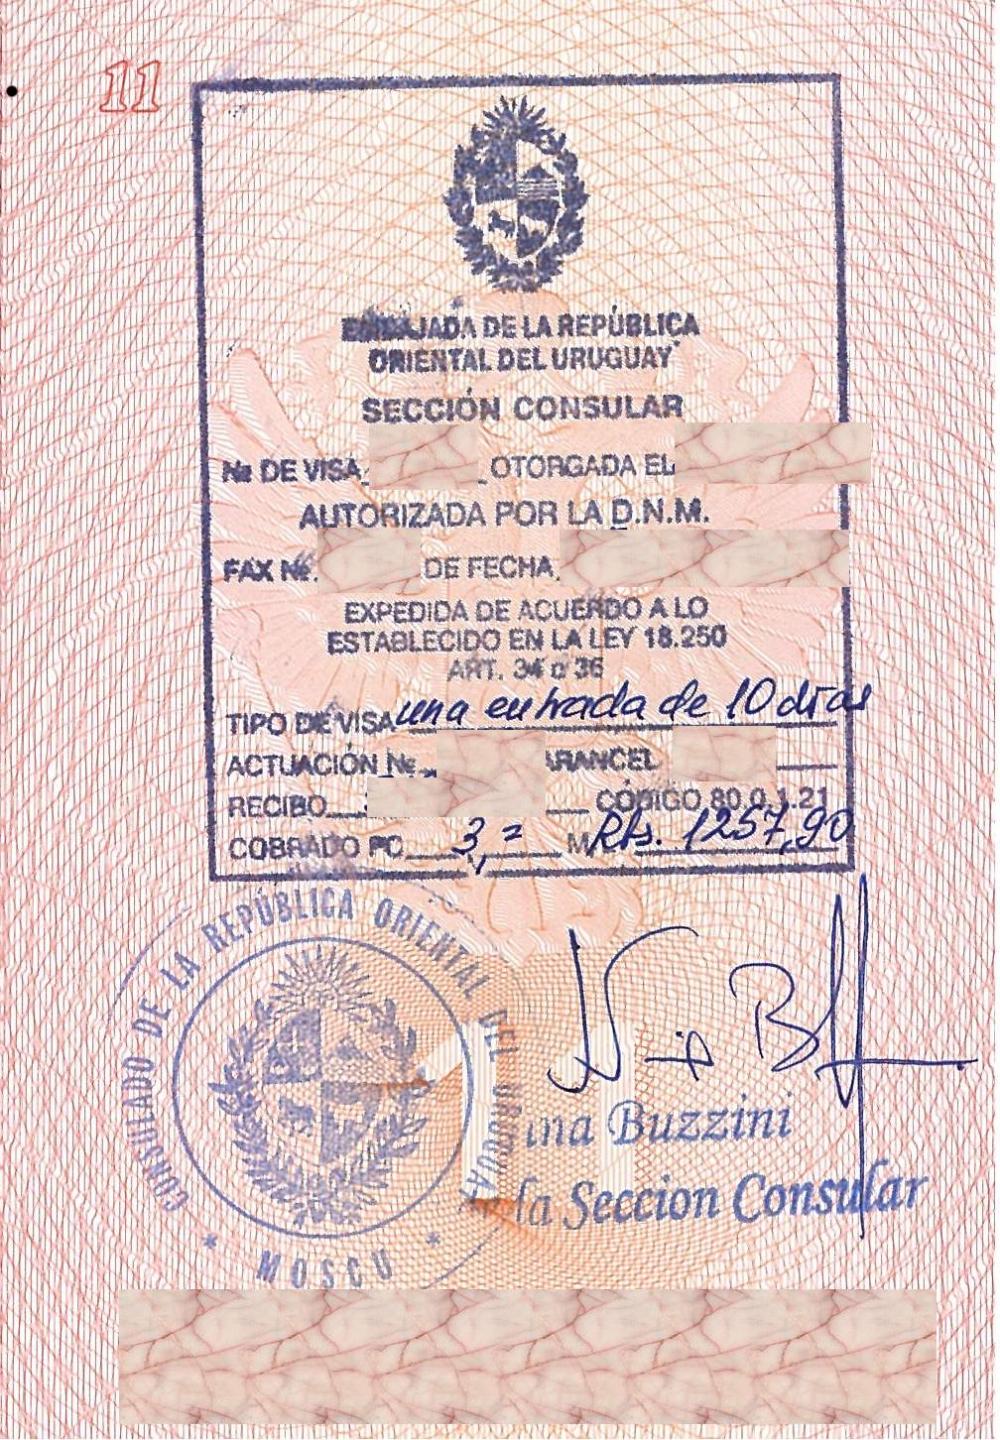 11
EMBAJADA DE LA REPÚBLICA
ORIENTAL DEL URUGUAY
SECCIÓN CONSULAR
№ DE VISA OTORGADA EL
AUTORIZADA POR LA D.N.M.
FAX №. DE FECHA
EXPEDIDA DE ACUERDO A LO
ESTABLECIDO EN LA LEY 18.250
ART. 34 o 36
TIPO DE VISA una entrada de 10 días
ACTUACIÓN № ARANCEL
RECIBO CÓDIGO 80.0.1.21
COBRADO PO 3,= M/ Rbs. 1257,90
CONSULADO DE LA REPÚBLICA ORIENTAL DEL URUGUAY
* MOSCU *
ina Buzzini
la Seccion Consular